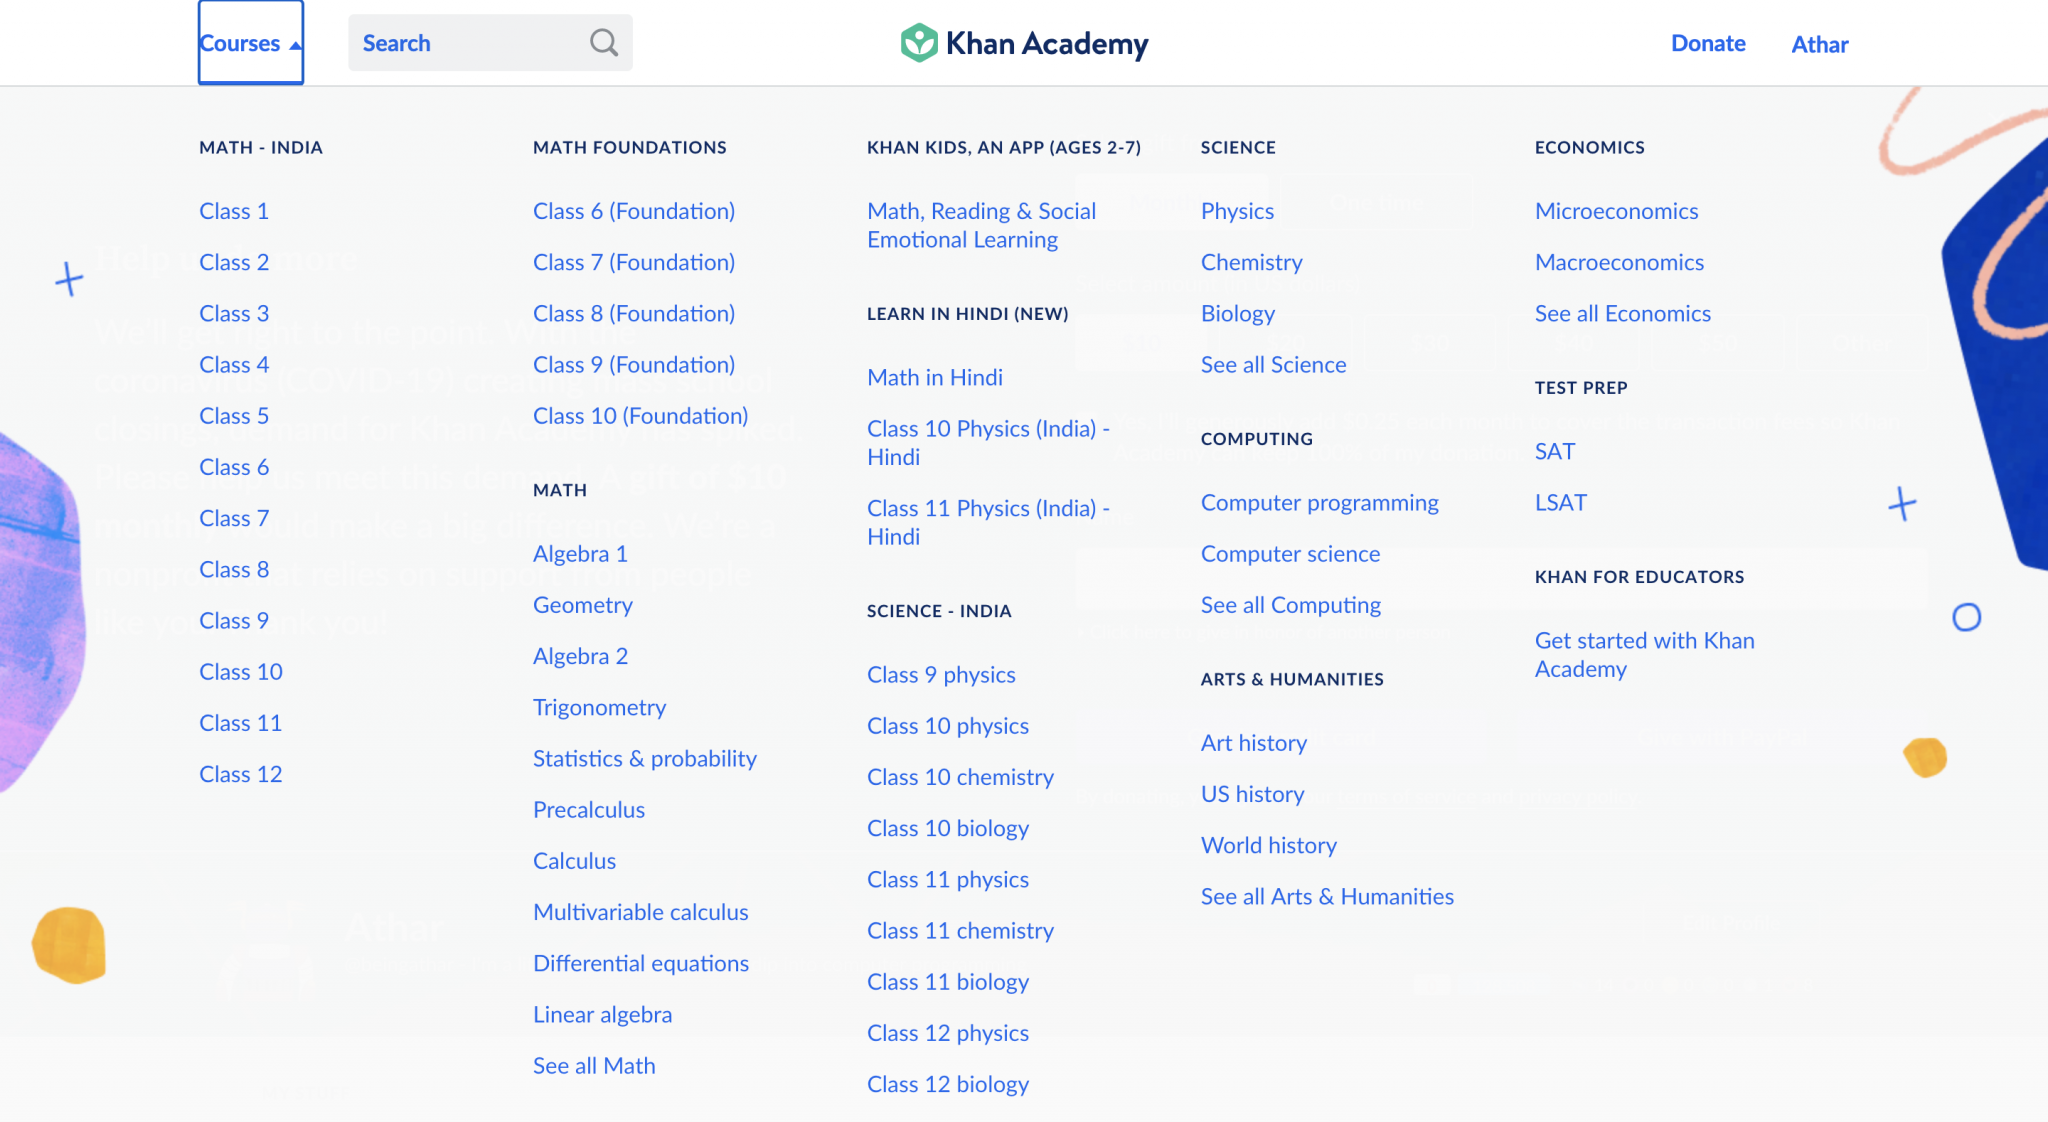 Courses
Search
Khan Academy
Donate
Athar
MATH - INDIA
Class 1
Class 2
Class 3
Class 4
Class 5
Class 6
Class 7
Class 8
Class 9
Class 10
Class 11
Class 12
MATH FOUNDATIONS
Class 6 (Foundation)
Class 7 (Foundation)
Class 8 (Foundation)
Class 9 (Foundation)
Class 10 (Foundation)
MATH
Algebra 1
Geometry
Algebra 2
Trigonometry
Statistics & probability
Precalculus
Calculus
Multivariable calculus
Differential equations
Linear algebra
See all Math
KHAN KIDS, AN APP (AGES 2-7)
Math, Reading & Social
Emotional Learning
LEARN IN HINDI (NEW)
Math in Hindi
Class 10 Physics (India) -
Hindi
Class 11 Physics (India) -
Hindi
SCIENCE - INDIA
Class 9 physics
Class 10 physics
Class 10 chemistry
Class 10 biology
Class 11 physics
Class 11 chemistry
Class 11 biology
Class 12 physics
Class 12 biology
SCIENCE
Physics
Chemistry
Biology
See all Science
COMPUTING
Computer programming
Computer science
See all Computing
ARTS & HUMANITIES
Art history
US history
World history
See all Arts & Humanities
ECONOMICS
Microeconomics
Macroeconomics
See all Economics
TEST PREP
SAT
LSAT
KHAN FOR EDUCATORS
Get started with Khan
Academy
Athar